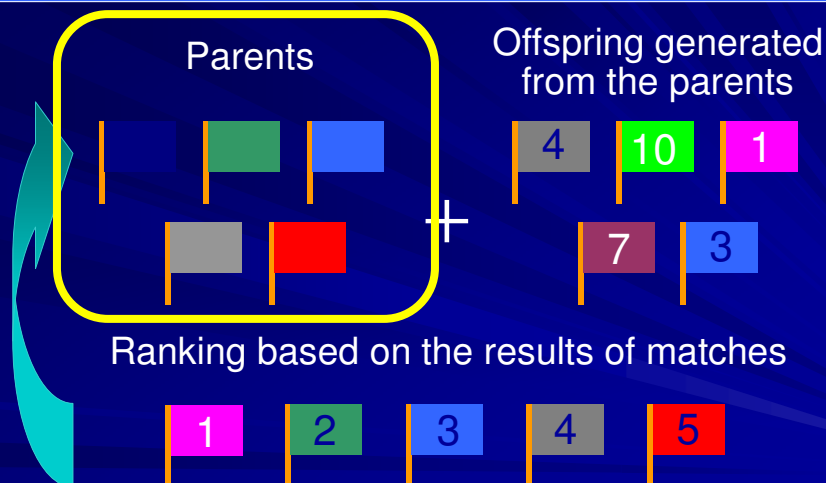 Parents
Offspring generated
from the parents
4 10 1
+
7 3
Ranking based on the results of matches
1 2 3 4 5